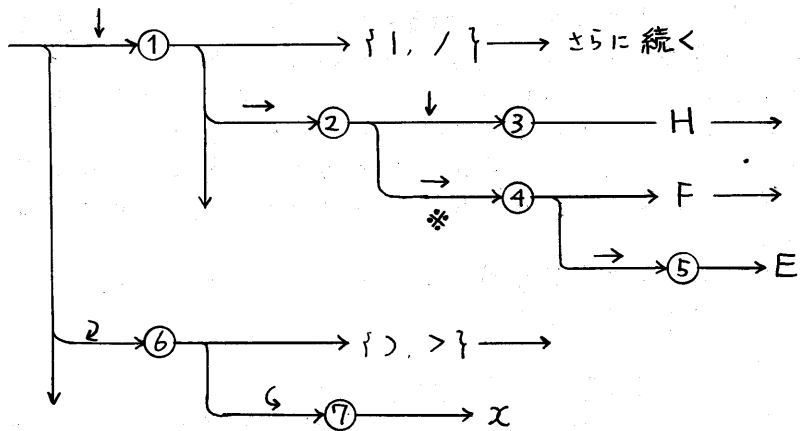 ↓ ① { |, / } さらに続く
→ ② ↓ ③ H
→ ※ ④ F
→ ⑤ E
⑥ { ), > }
⑦ x